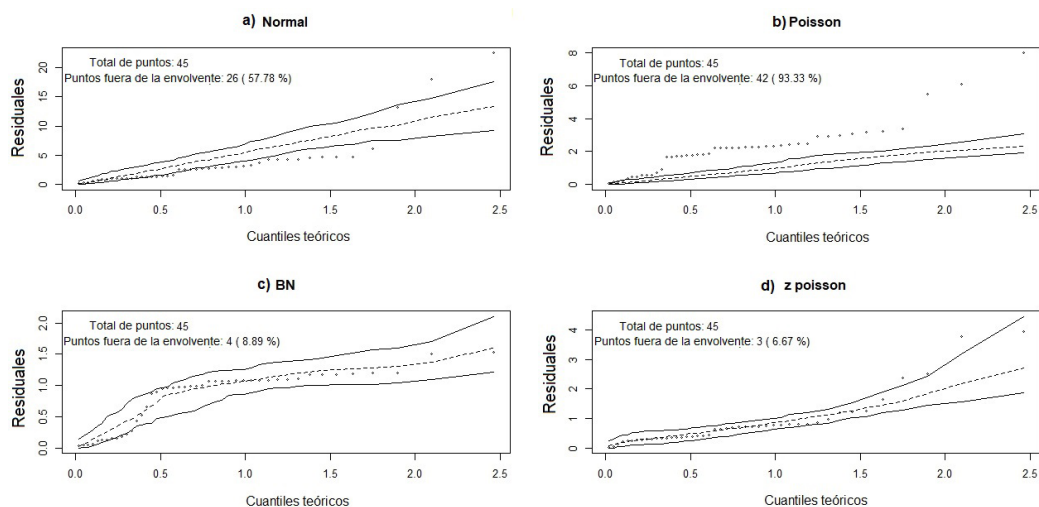 a) Normal
Total de puntos: 45
Puntos fuera de la envolvente: 26 ( 57.78 %)
Residuales
0
5
10
15
20
0.0
0.5
1.0
1.5
2.0
2.5
Cuantiles teóricos
b) Poisson
Total de puntos: 45
Puntos fuera de la envolvente: 42 ( 93.33 %)
Residuales
0
2
4
6
8
0.0
0.5
1.0
1.5
2.0
2.5
Cuantiles teóricos
c) BN
Total de puntos: 45
Puntos fuera de la envolvente: 4 ( 8.89 %)
Residuales
0.0
0.5
1.0
1.5
2.0
0.0
0.5
1.0
1.5
2.0
2.5
Cuantiles teóricos
d) z poisson
Total de puntos: 45
Puntos fuera de la envolvente: 3 ( 6.67 %)
Residuales
0
1
2
3
4
0.0
0.5
1.0
1.5
2.0
2.5
Cuantiles teóricos